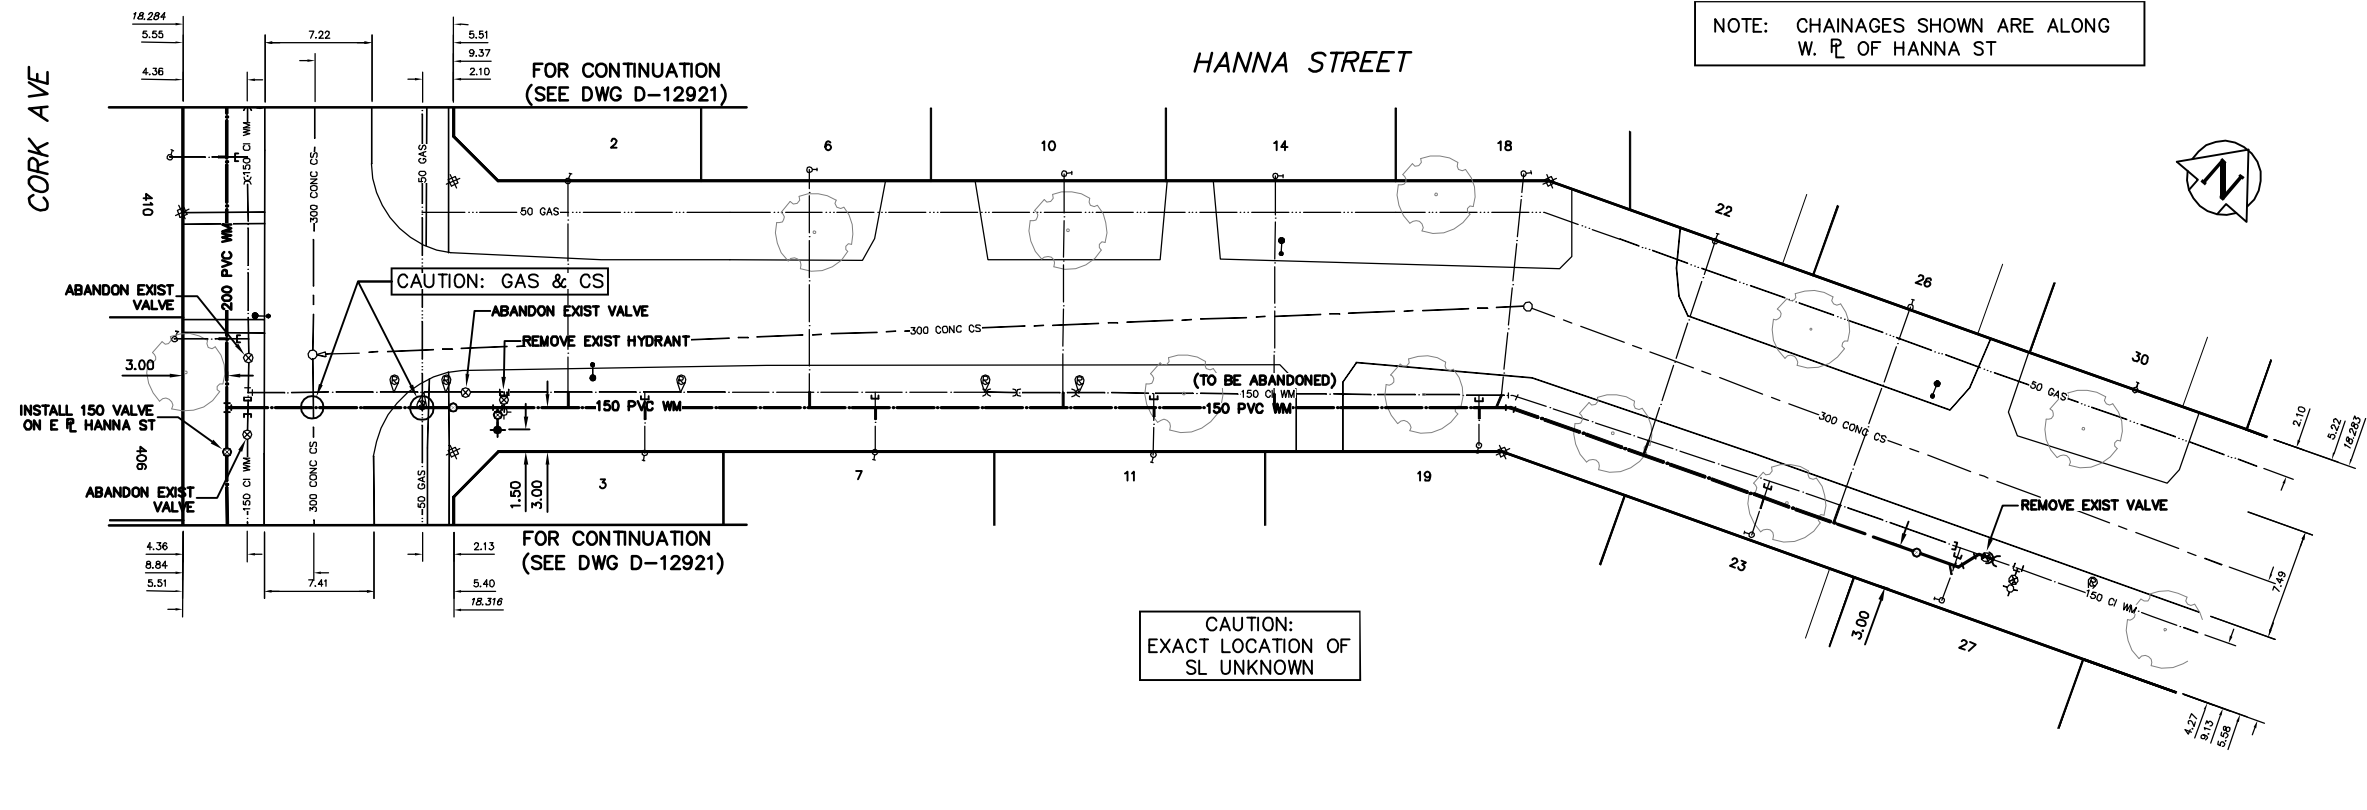 NOTE: CHAINAGES SHOWN ARE ALONG
W. PL OF HANNA ST
HANNA STREET
CORK AVE
18.284
5.55
4.36
7.22
5.51
9.37
2.10
FOR CONTINUATION
(SEE DWG D-12921)
2
6
10
14
18
22
26
30
410
406
150 CI WM
300 CONC CS
50 GAS
50 GAS
200 PVC WM
CAUTION: GAS & CS
ABANDON EXIST
VALVE
ABANDON EXIST VALVE
REMOVE EXIST HYDRANT
300 CONC CS
3.00
(TO BE ABANDONED)
150 CI WM
150 PVC WM
150 PVC WM
INSTALL 150 VALVE
ON E PL HANNA ST
ABANDON EXIST
VALVE
150 CI WM
300 CONC CS
50 GAS
1.50
3.00
3
7
11
19
23
27
FOR CONTINUATION
(SEE DWG D-12921)
4.36
8.84
5.51
7.41
2.13
5.40
18.316
50 GAS
300 CONC CS
2.10
5.22
18.283
REMOVE EXIST VALVE
7.49
150 CI WM
3.00
4.27
9.13
5.58
CAUTION:
EXACT LOCATION OF
SL UNKNOWN
N